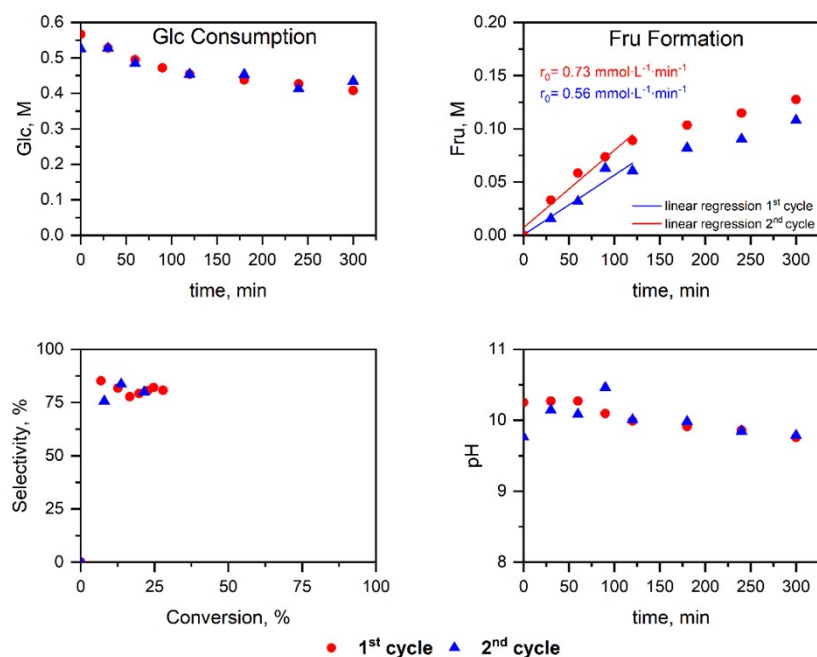 Glc Consumption
0.6
0.5
0.4
0.3
0.2
0.1
0.0
Glc, M
0 50 100 150 200 250 300
time, min
Fru Formation
r₀= 0.73 mmol·L⁻¹·min⁻¹
r₀= 0.56 mmol·L⁻¹·min⁻¹
0.20
0.15
0.10
0.05
0.00
Fru, M
linear regression 1ˢᵗ cycle
linear regression 2ⁿᵈ cycle
0 50 100 150 200 250 300
time, min
100
75
50
25
0
Selectivity, %
0 25 50 75 100
Conversion, %
11
10
9
8
pH
0 50 100 150 200 250 300
time, min
1ˢᵗ cycle 2ⁿᵈ cycle